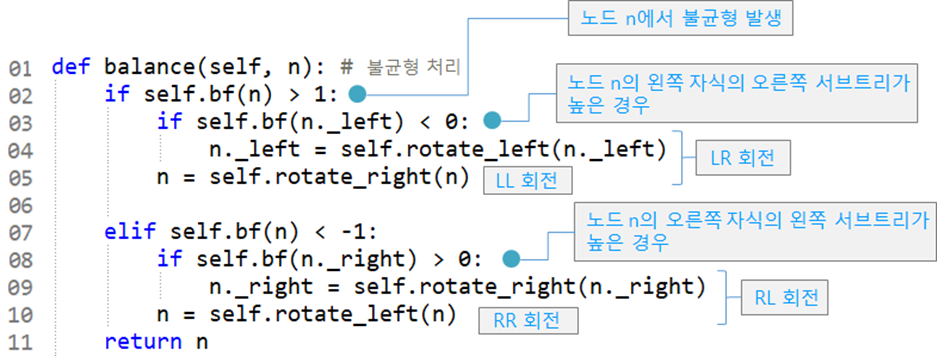 노드 n에서 불균형 발생
01 def balance(self, n): # 불균형 처리
02 if self.bf(n) > 1:
노드 n의 왼쪽 자식의 오른쪽 서브트리가
높은 경우
03 if self.bf(n._left) < 0:
04 n._left = self.rotate_left(n._left)
LR 회전
05 n = self.rotate_right(n)
LL 회전
06
07 elif self.bf(n) < -1:
노드 n의 오른쪽 자식의 왼쪽 서브트리가
높은 경우
08 if self.bf(n._right) > 0:
09 n._right = self.rotate_right(n._right)
RL 회전
10 n = self.rotate_left(n)
RR 회전
11 return n